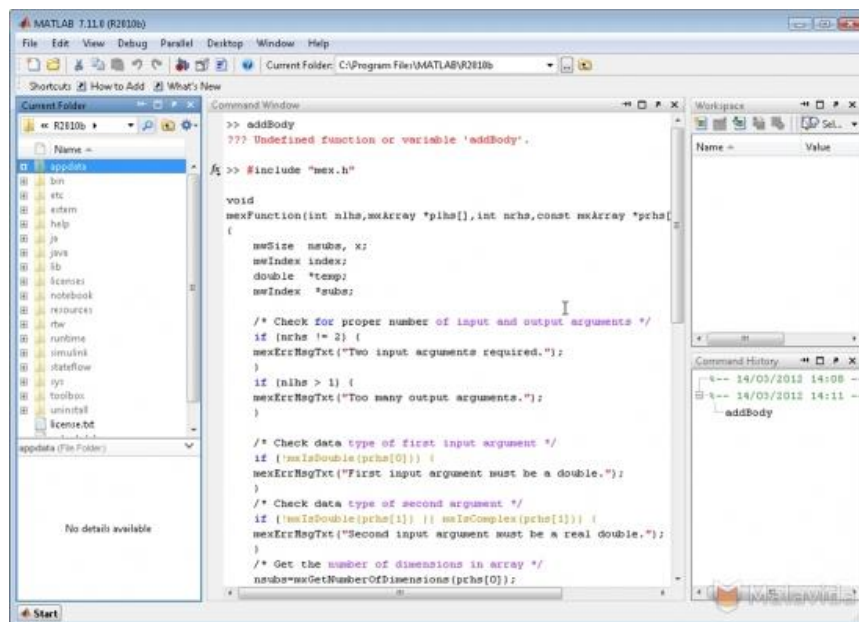 MATLAB 7.11.0 (R2010b)
File Edit View Debug Parallel Desktop Window Help
Current Folder: C:\Program Files\MATLAB\R2010b
Shortcuts How to Add What's New
Current Folder
« R2010b
Name
appdata
bin
etc
extern
help
ja
java
lib
licenses
notebook
resources
rtw
runtime
simulink
stateflow
sys
toolbox
uninstall
license.txt
appdata (File Folder)
No details available
Command Window
>> addBody
??? Undefined function or variable 'addBody'.
fx >> #include "mex.h"
void
mexFunction(int nlhs,mxArray *plhs[],int nrhs,const mxArray *prhs[
{
mwSize nsubs, x;
mwIndex index;
double *temp;
mwIndex *subs;
/* Check for proper number of input and output arguments */
if (nrhs != 2) {
mexErrMsgTxt("Two input arguments required.");
}
if (nlhs > 1) {
mexErrMsgTxt("Too many output arguments.");
}
/* Check data type of first input argument */
if (!mxIsDouble(prhs[0])) {
mexErrMsgTxt("First input argument must be a double.");
}
/* Check data type of second argument */
if (!mxIsDouble(prhs[1]) || mxIsComplex(prhs[1])) {
mexErrMsgTxt("Second input argument must be a real double.");
}
/* Get the number of dimensions in array */
nsubs=mxGetNumberOfDimensions(prhs[0]);
Workspace
Sel...
Name Value
Command History
%-- 14/03/2012 14:08 --
%-- 14/03/2012 14:11 --
addBody
Start
Malavida